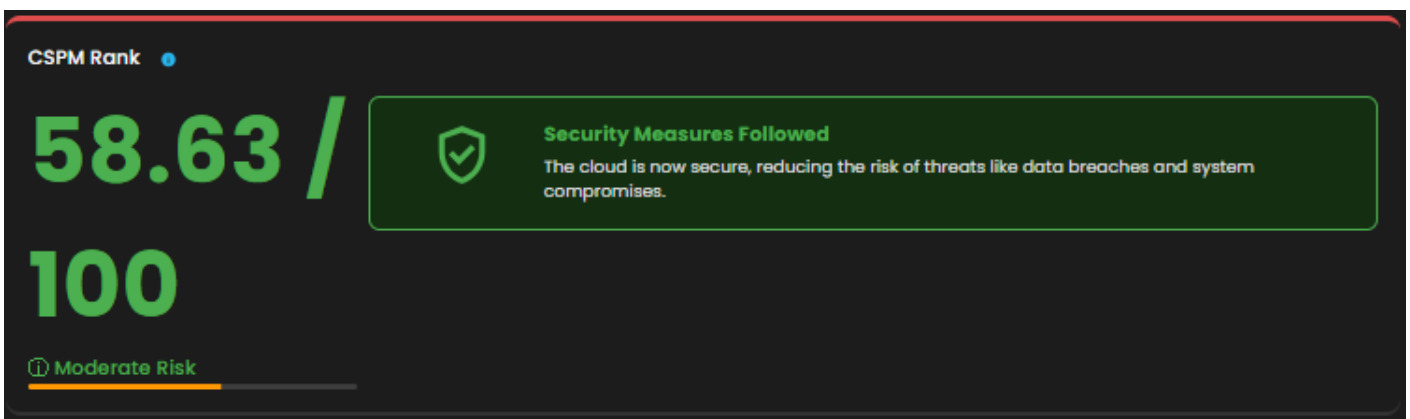 CSPM Rank
58.63 /
100
Moderate Risk
Security Measures Followed
The cloud is now secure, reducing the risk of threats like data breaches and system
compromises.